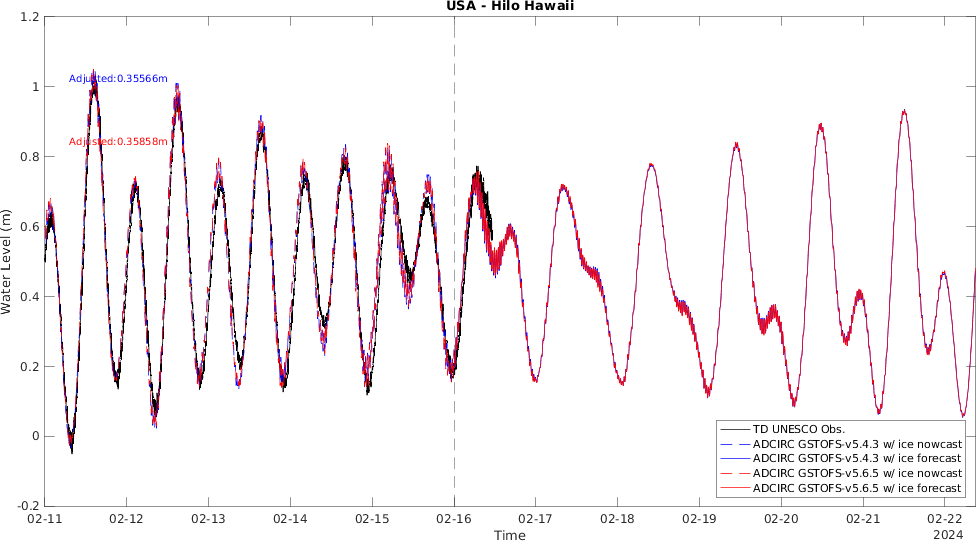 USA - Hilo Hawaii
1.2
1
0.8
0.6
0.4
0.2
0
-0.2
Water Level (m)
Adjusted:0.35566m
Adjusted:0.35858m
TD UNESCO Obs.
ADCIRC GSTOFS-v5.4.3 w/ ice nowcast
ADCIRC GSTOFS-v5.4.3 w/ ice forecast
ADCIRC GSTOFS-v5.6.5 w/ ice nowcast
ADCIRC GSTOFS-v5.6.5 w/ ice forecast
02-11 02-12 02-13 02-14 02-15 02-16 02-17 02-18 02-19 02-20 02-21 02-22
Time
2024